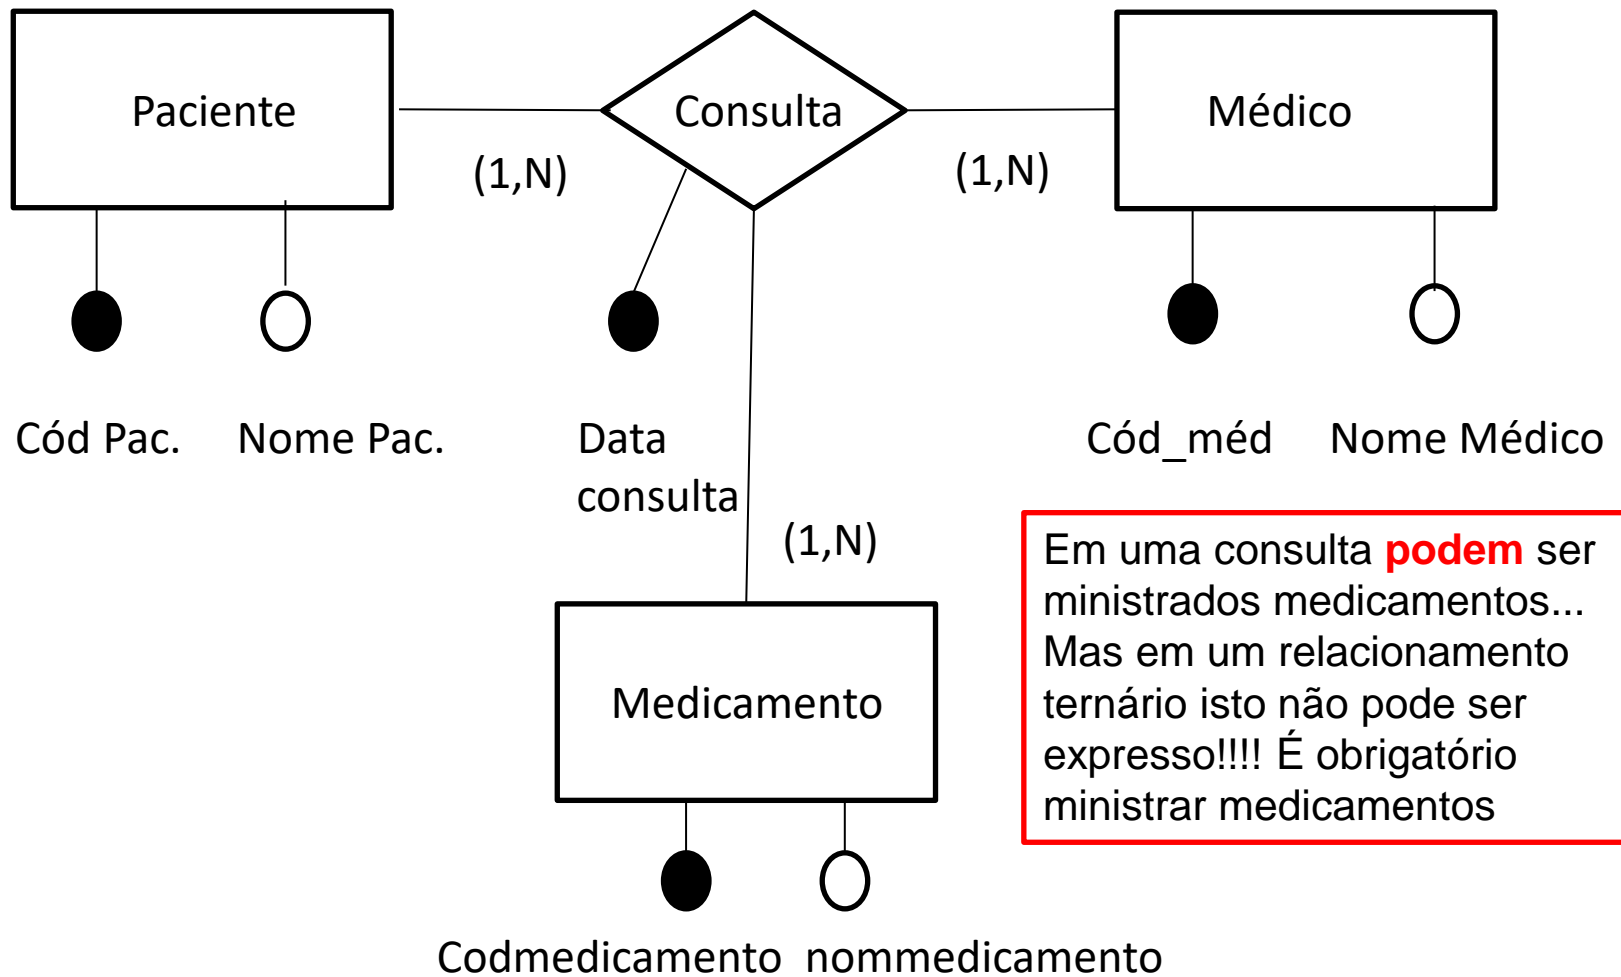 Paciente
Consulta
Médico
(1,N)
(1,N)
Cód Pac.
Nome Pac.
Data
consulta
Cód_méd
Nome Médico
(1,N)
Em uma consulta podem ser
ministrados medicamentos...
Mas em um relacionamento
ternário isto não pode ser
expresso!!!! É obrigatório
ministrar medicamentos
Medicamento
Codmedicamento
nommedicamento